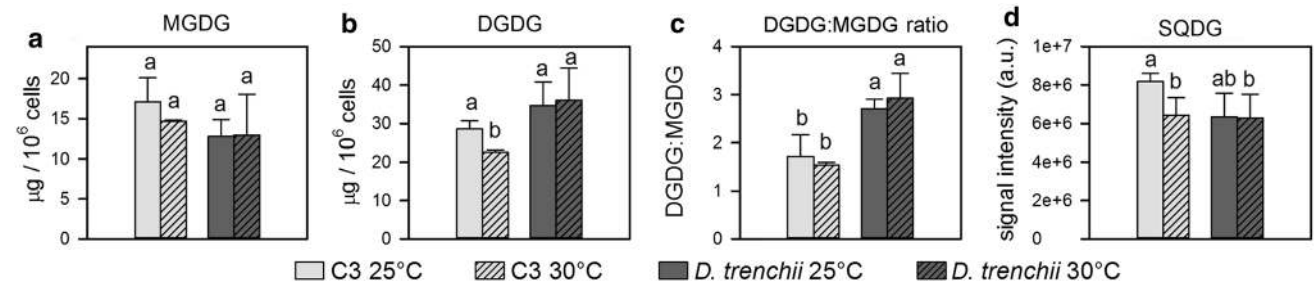 a MGDG
µg / 10⁶ cells
20
15
10
5
0
a a a a
b DGDG
µg / 10⁶ cells
50
40
30
20
10
0
a b a a
c DGDG:MGDG ratio
DGDG:MGDG
4
3
2
1
0
b b a a
d SQDG
signal intensity (a.u.)
1e+7
8e+6
6e+6
4e+6
2e+6
0
a b ab b
C3 25°C C3 30°C D. trenchii 25°C D. trenchii 30°C